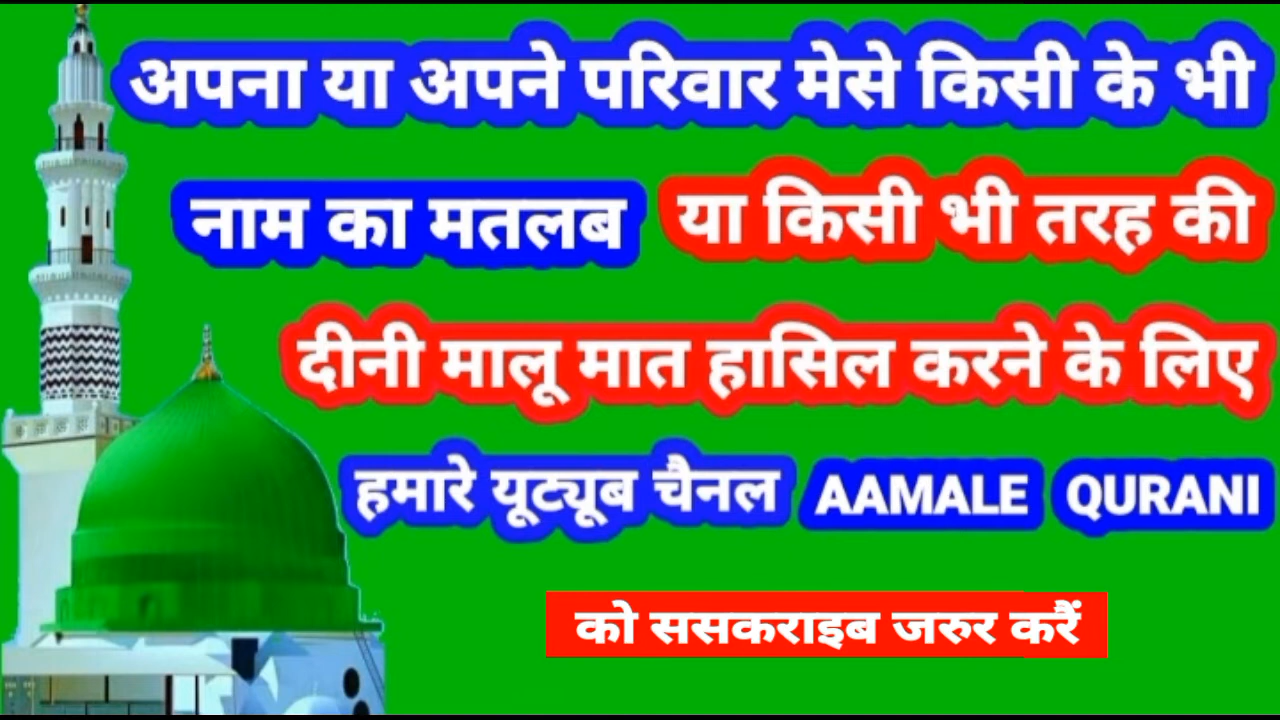 अपना या अपने परिवार मेसे किसी के भी
नाम का मतलब या किसी भी तरह की
दीनी मालू मात हासिल करने के लिए
हमारे यूट्यूब चैनल AAMALE QURANI
को ससकराइब जरुर करैं